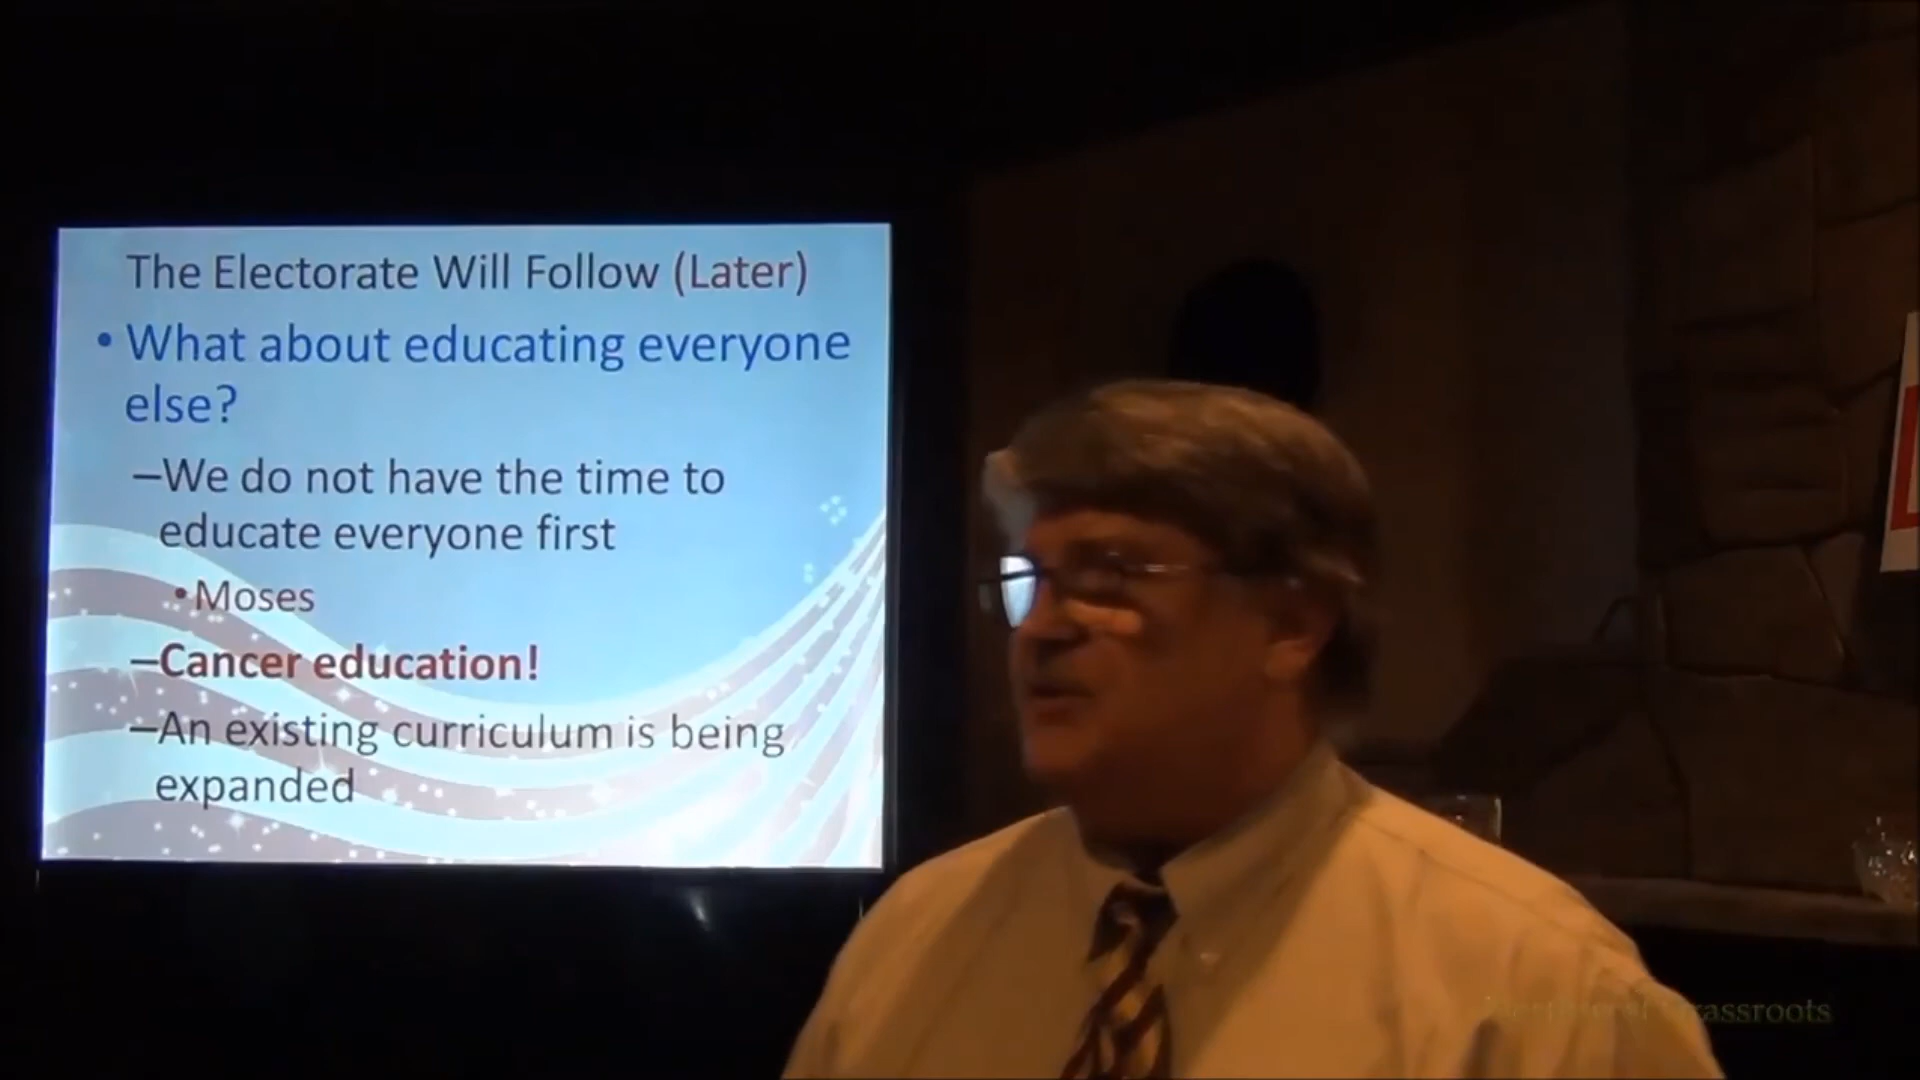 The Electorate Will Follow (Later)
• What about educating everyone
else?
–We do not have the time to
educate everyone first
•Moses
–Cancer education!
–An existing curriculum is being
expanded